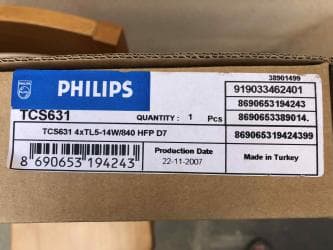 38901499
PHILIPS
919033462401
8690653194243
TCS631
QUANTITY : 1 Pcs
8690653389014.
TCS631 4xTL5-14W/840 HFP D7
869065319424399
Production Date
22-11-2007
Made in Turkey
8 690653 194243